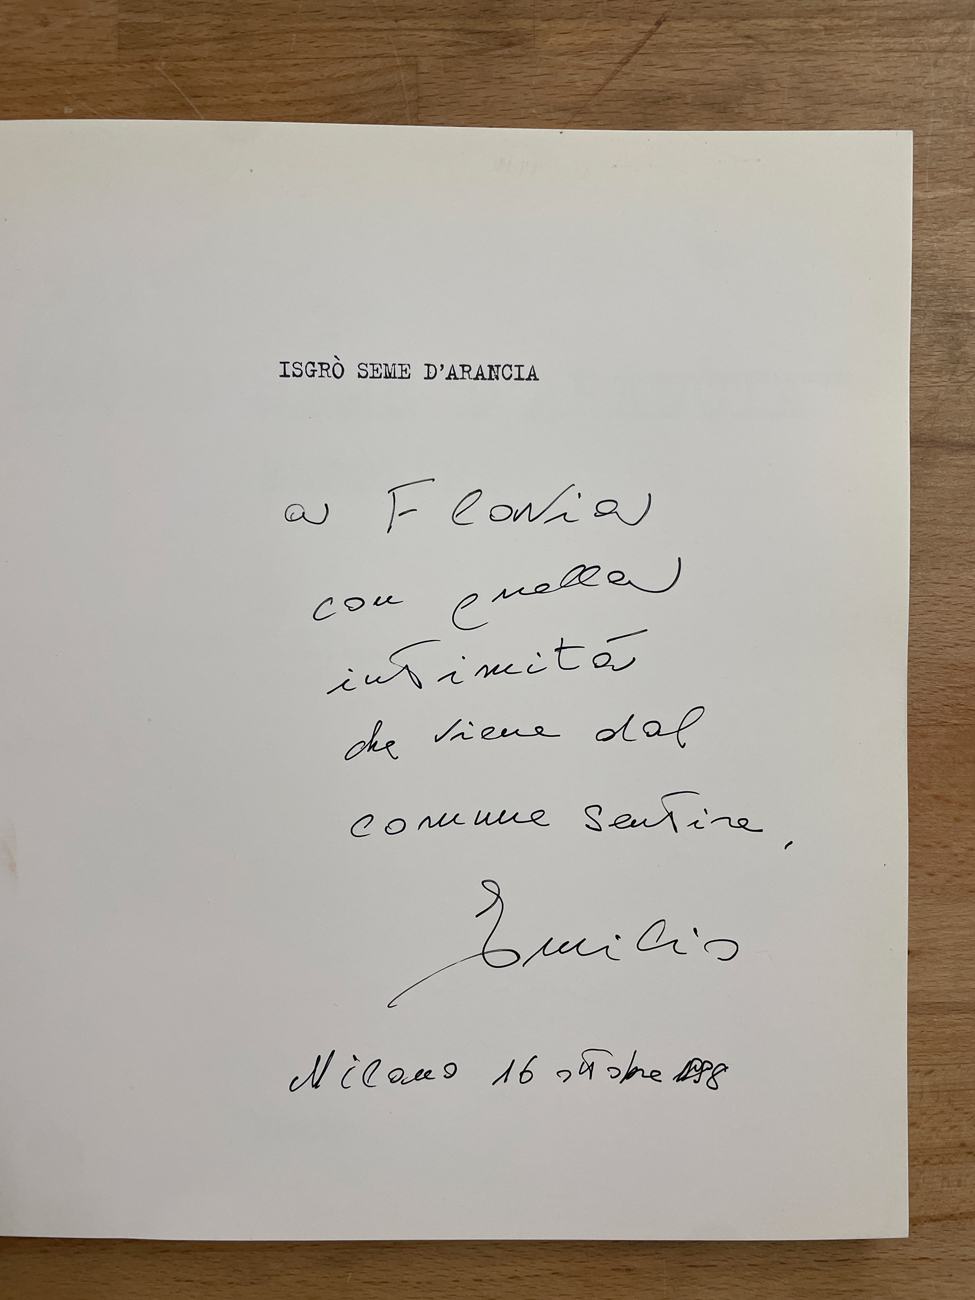 ISGRÒ SEME D'ARANCIA
a Flavia
con quella
intimità
che viene dal
comune sentire,
Emilio
Milano 16 ottobre 1998